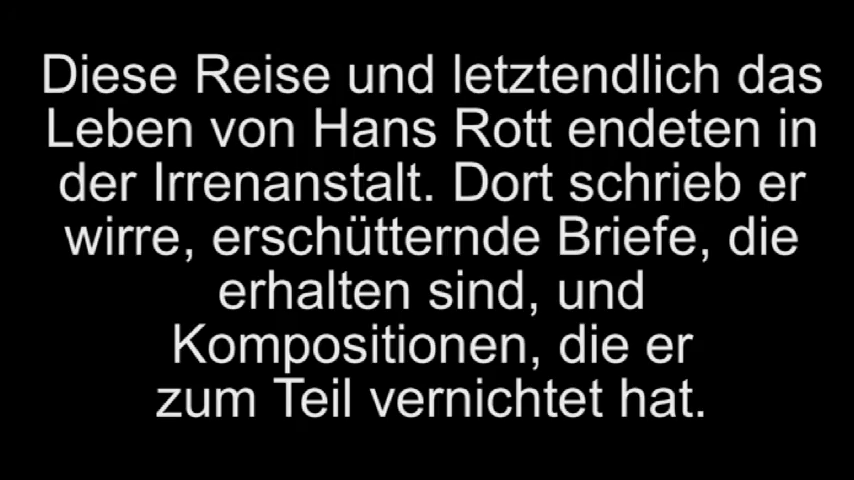 Diese Reise und letztendlich das
Leben von Hans Rott endeten in
der Irrenanstalt. Dort schrieb er
wirre, erschütternde Briefe, die
erhalten sind, und
Kompositionen, die er
zum Teil vernichtet hat.